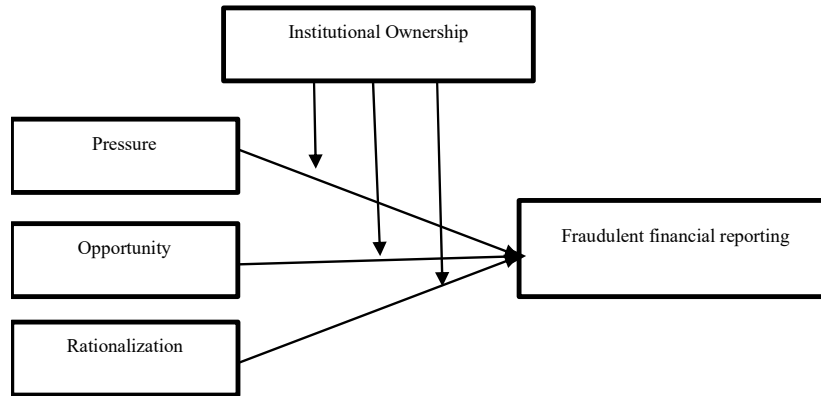 Institutional Ownership
Pressure
Opportunity
Fraudulent financial reporting
Rationalization